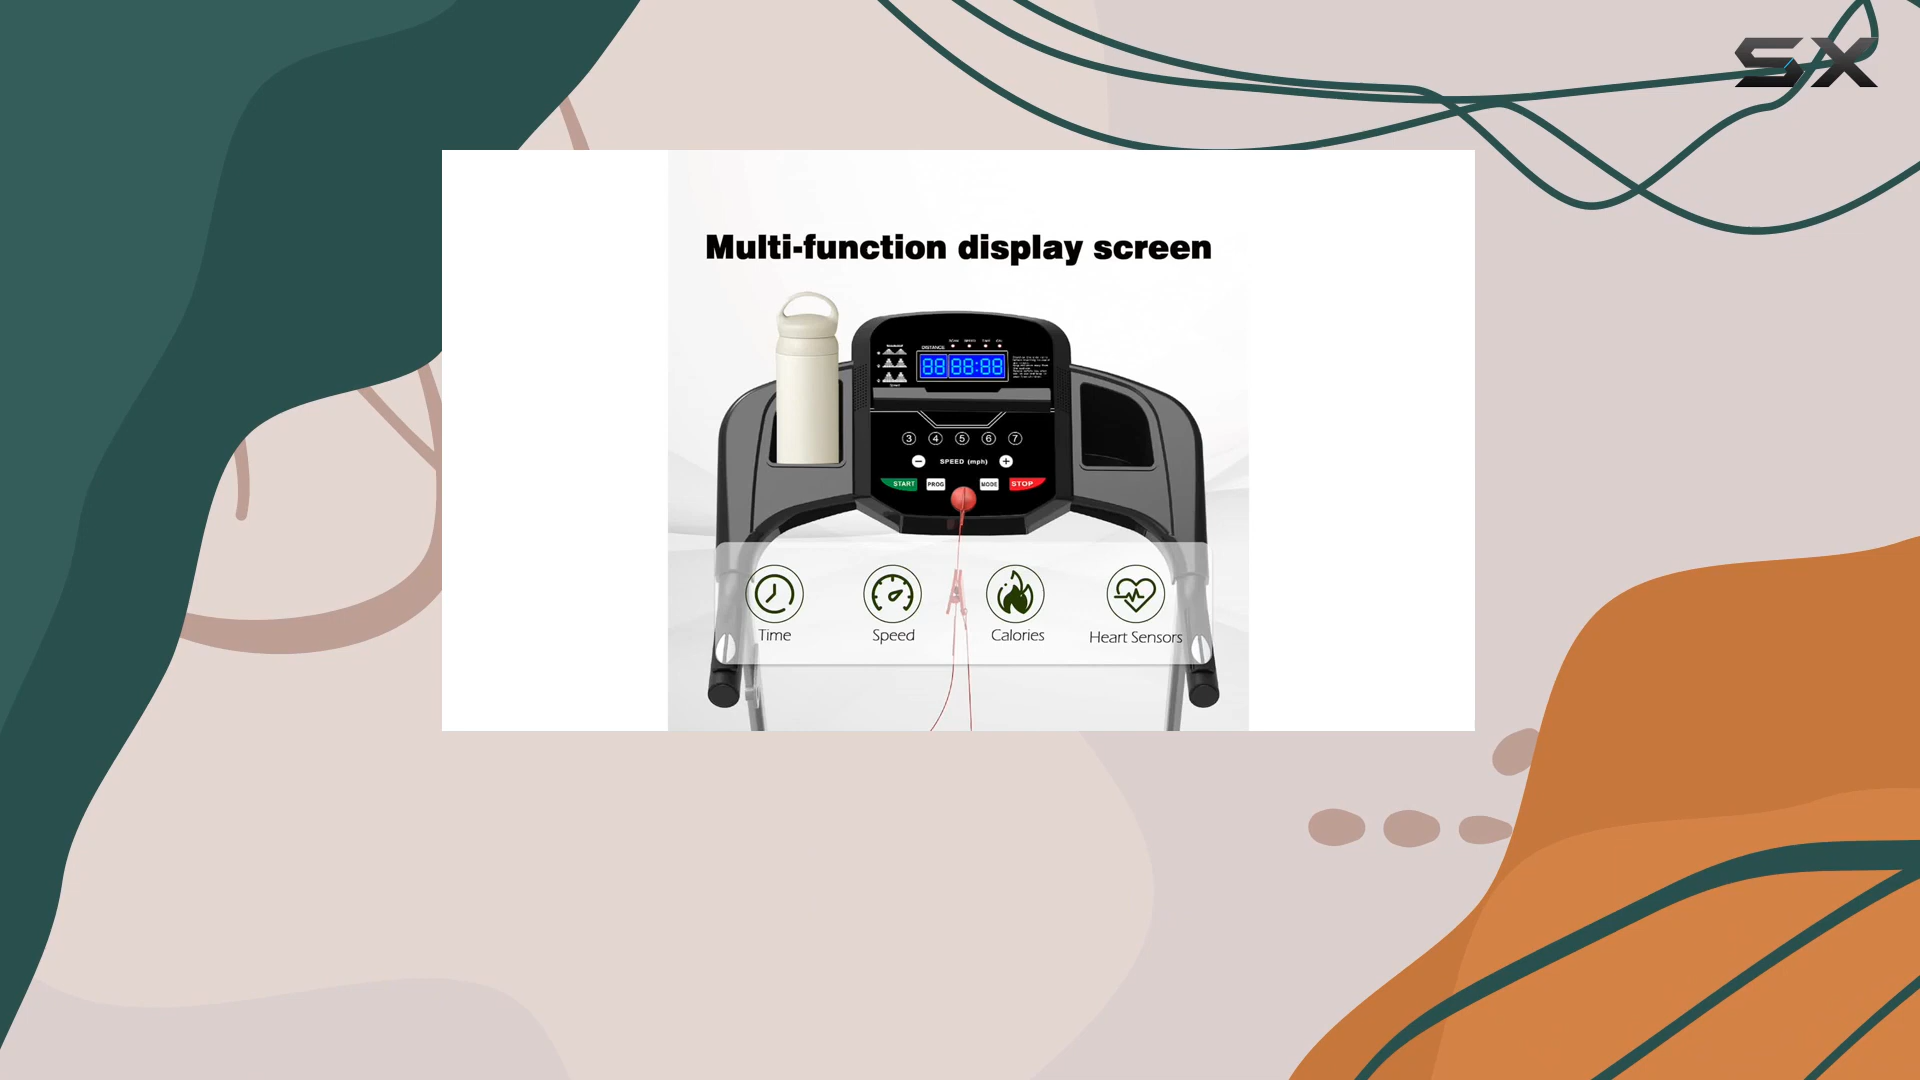 SX
Multi-function display screen
DISTANCE
88 88:88
3 4 5 6 7
− SPEED (mph) +
START PROG MODE STOP
Time Speed Calories Heart Sensors